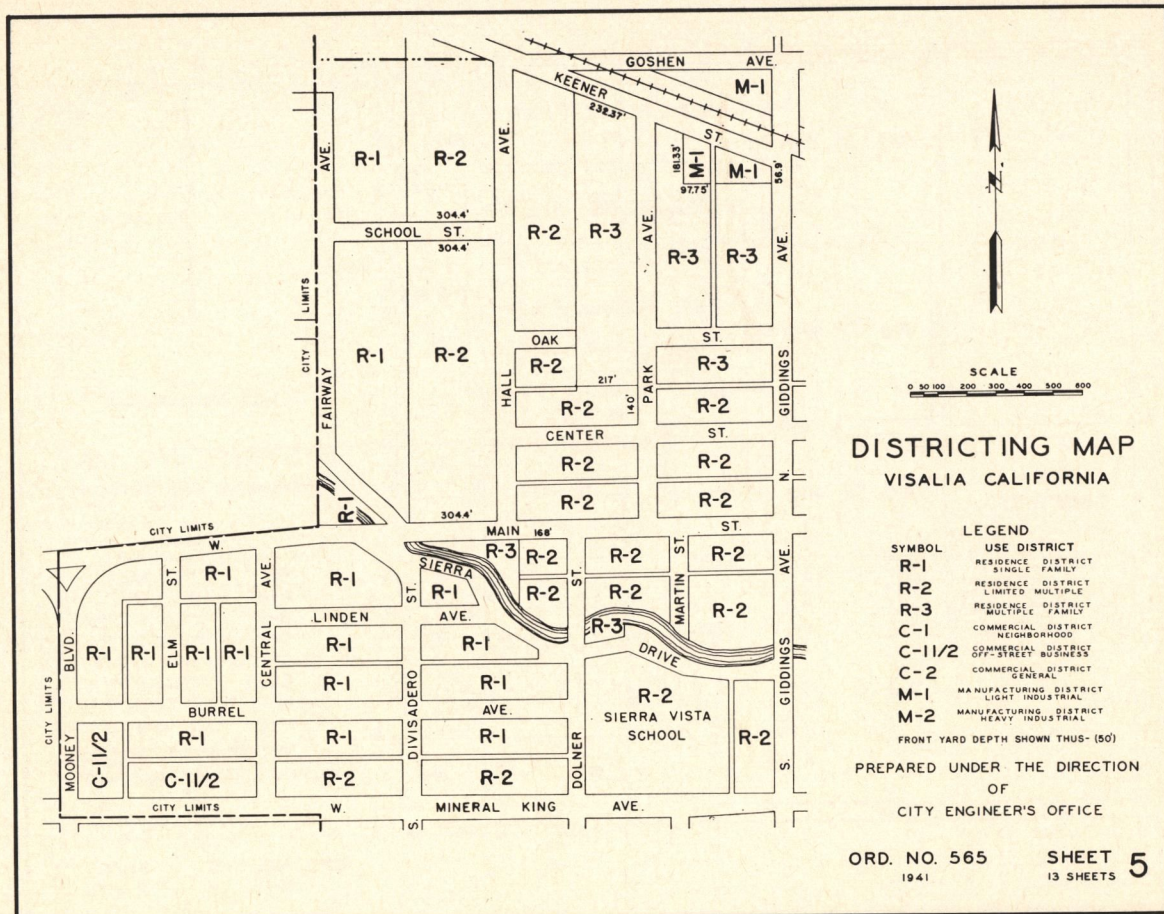 GOSHEN AVE.
M-1
KEENER ST.
232.37'
AVE.
AVE.
R-1
R-2
181.33'
M-1
M-1
56.9'
97.75'
304.4'
SCHOOL ST.
304.4'
R-2
R-3
AVE.
R-3
R-3
AVE.
CITY LIMITS
OAK ST.
R-1
R-2
R-2
R-3
217'
140'
FAIRWAY
HALL
PARK
GIDDINGS
R-2
R-2
CENTER ST.
R-2
R-2
N.
R-2
R-2
R-1
304.4'
CITY LIMITS
W. MAIN ST.
168'
R-3
R-2
R-2
ST.
R-2
AVE.
ST.
R-1
AVE.
R-1
SIERRA DRIVE
R-1
R-2
ST.
R-2
MARTIN
R-2
ST.
LINDEN AVE.
R-3
BLVD.
R-1
R-1
ELM
R-1
R-1
CENTRAL
R-1
R-1
R-1
R-1
R-2
SIERRA VISTA
SCHOOL
R-2
GIDDINGS
S.
CITY LIMITS
BURREL AVE.
DIVISADERO
S.
DOLNER
MOONEY
C-11/2
R-1
R-1
R-1
C-11/2
R-2
R-2
CITY LIMITS
W. MINERAL KING AVE.
N
SCALE
0 50 100 200 300 400 500 600
DISTRICTING MAP
VISALIA CALIFORNIA
LEGEND
SYMBOL USE DISTRICT
R-1 RESIDENCE DISTRICT
SINGLE FAMILY
R-2 RESIDENCE DISTRICT
LIMITED MULTIPLE
R-3 RESIDENCE DISTRICT
MULTIPLE FAMILY
C-1 COMMERCIAL DISTRICT
NEIGHBORHOOD
C-11/2 COMMERCIAL DISTRICT
OFF-STREET BUSINESS
C-2 COMMERCIAL DISTRICT
GENERAL
M-1 MANUFACTURING DISTRICT
LIGHT INDUSTRIAL
M-2 MANUFACTURING DISTRICT
HEAVY INDUSTRIAL
FRONT YARD DEPTH SHOWN THUS- (50')
PREPARED UNDER THE DIRECTION
OF
CITY ENGINEER'S OFFICE
ORD. NO. 565
1941
SHEET 5
13 SHEETS